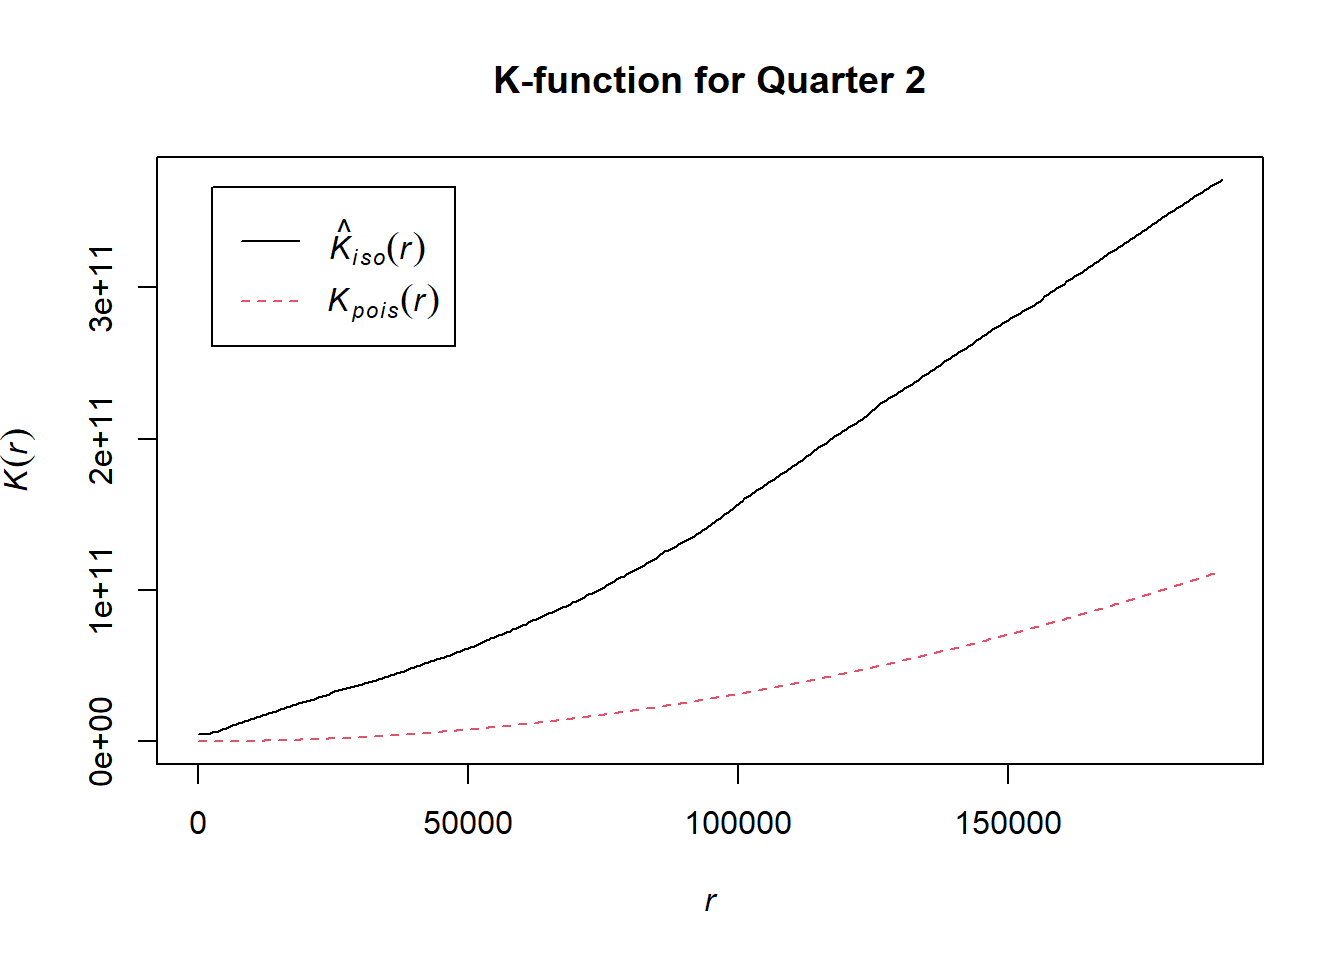 K-function for Quarter 2
K̂iso(r)
Kpois(r)
K(r)
3e+11
2e+11
1e+11
0e+00
0 50000 100000 150000
r